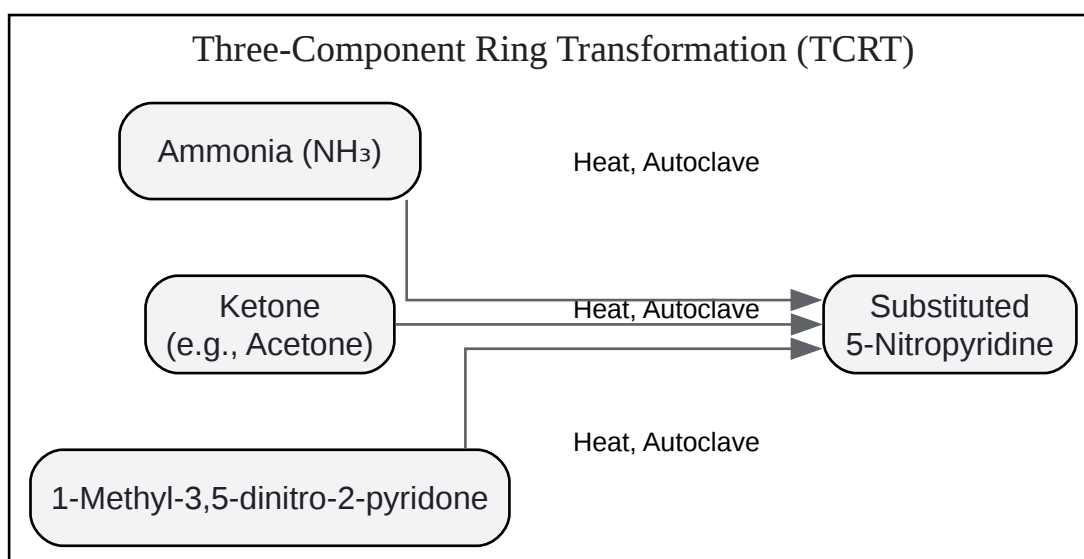 Three-Component Ring Transformation (TCRT)
Ammonia (NH₃)
Heat, Autoclave
Ketone
(e.g., Acetone)
Heat, Autoclave
Substituted
5-Nitropyridine
Heat, Autoclave
1-Methyl-3,5-dinitro-2-pyridone